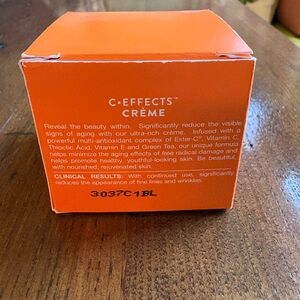 C•EFFECTS™
CRÈME
Reveal the beauty within. Significantly reduce the visible
signs of aging with our ultra-rich crème. Infused with a
powerful multi-antioxidant complex of Ester-C®, Vitamin C,
Thioctic Acid, Vitamin E and Green Tea, our unique formula
helps minimize the aging effects of free radical damage and
helps promote healthy, youthful-looking skin. Be beautiful,
with nourished, rejuvenated skin.
CLINICAL RESULTS: With continued use, significantly
reduces the appearance of fine lines and wrinkles.
3037C1BL